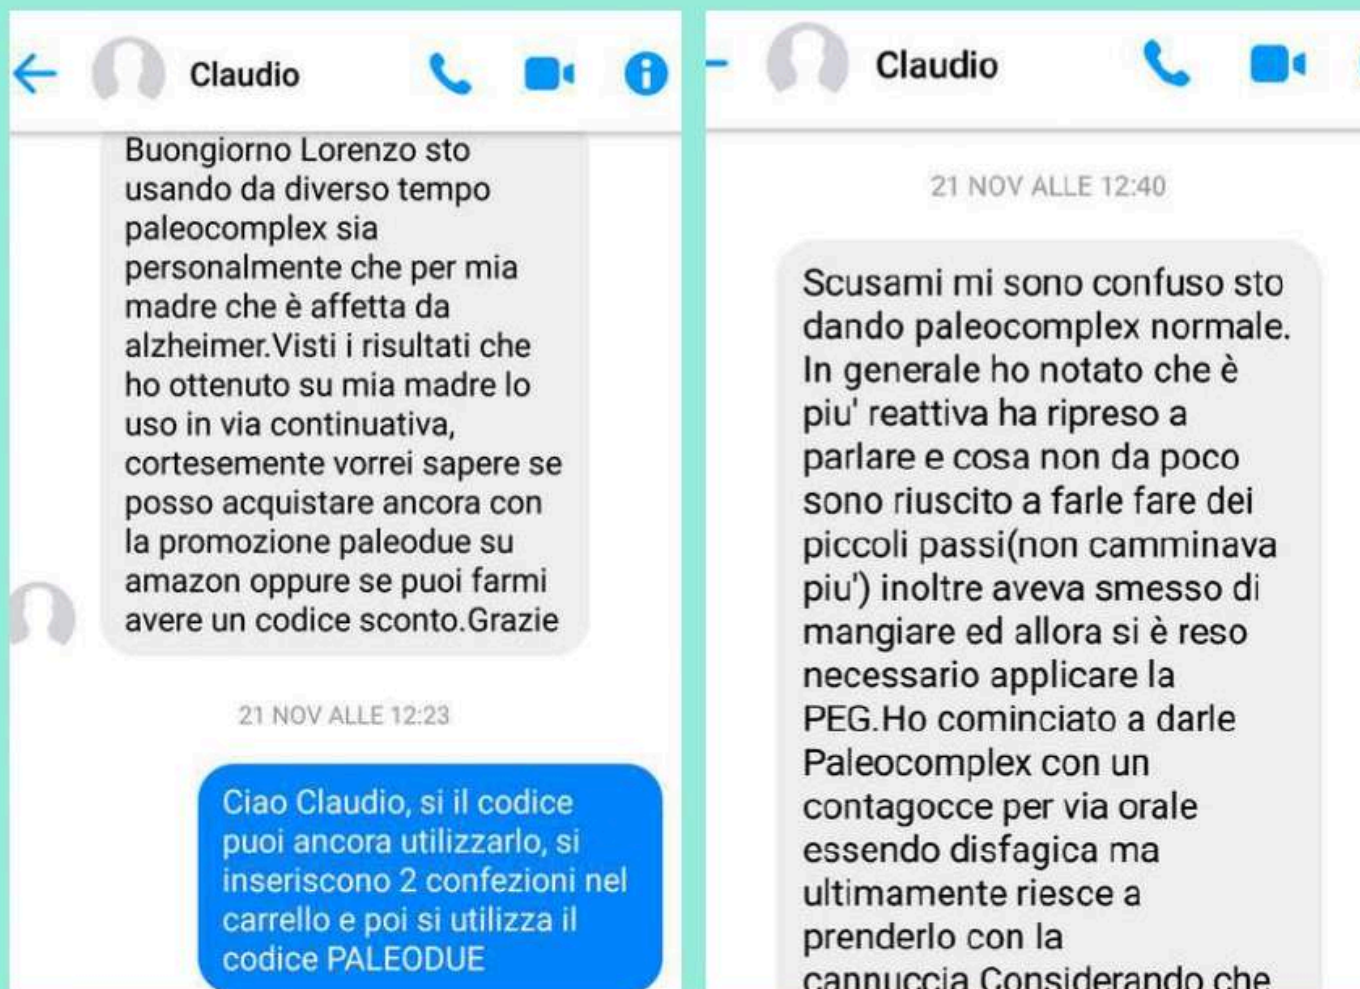 Claudio
Buongiorno Lorenzo sto
usando da diverso tempo
paleocomplex sia
personalmente che per mia
madre che è affetta da
alzheimer.Visti i risultati che
ho ottenuto su mia madre lo
uso in via continuativa,
cortesemente vorrei sapere se
posso acquistare ancora con
la promozione paleodue su
amazon oppure se puoi farmi
avere un codice sconto.Grazie
21 NOV ALLE 12:23
Ciao Claudio, si il codice
puoi ancora utilizzarlo, si
inseriscono 2 confezioni nel
carrello e poi si utilizza il
codice PALEODUE
Claudio
21 NOV ALLE 12:40
Scusami mi sono confuso sto
dando paleocomplex normale.
In generale ho notato che è
piu' reattiva ha ripreso a
parlare e cosa non da poco
sono riuscito a farle fare dei
piccoli passi(non camminava
piu') inoltre aveva smesso di
mangiare ed allora si è reso
necessario applicare la
PEG.Ho cominciato a darle
Paleocomplex con un
contagocce per via orale
essendo disfagica ma
ultimamente riesce a
prenderlo con la
cannuccia.Considerando che